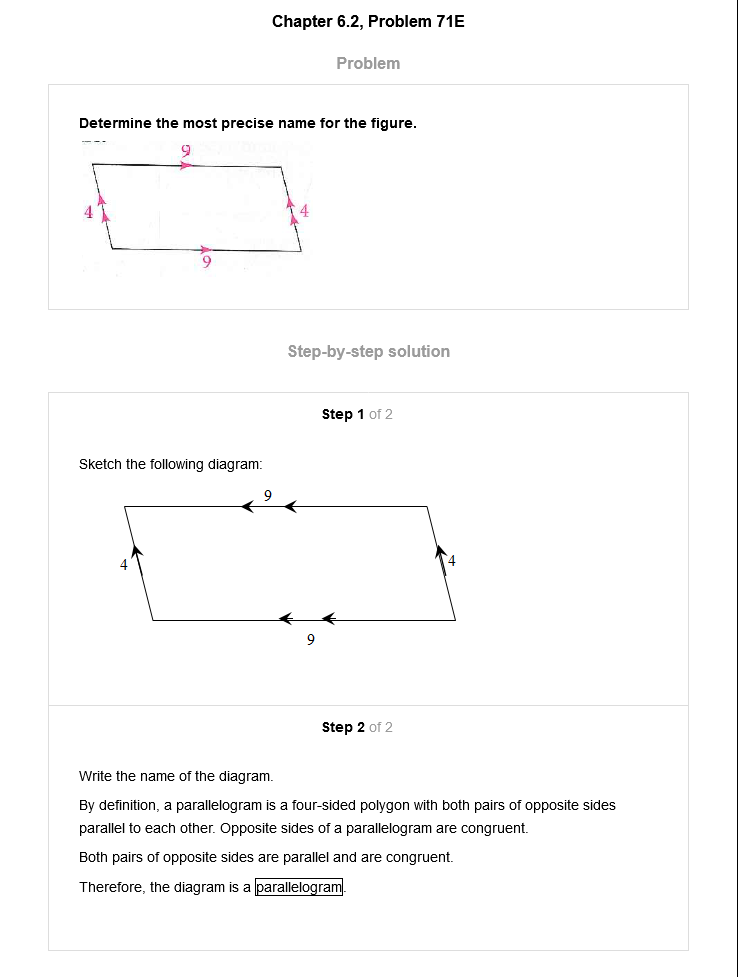 Chapter 6.2, Problem 71E
Problem
Determine the most precise name for the figure.
9
4
4
9
Step-by-step solution
Step 1 of 2
Sketch the following diagram:
9
4
4
9
Step 2 of 2
Write the name of the diagram.
By definition, a parallelogram is a four-sided polygon with both pairs of opposite sides
parallel to each other. Opposite sides of a parallelogram are congruent.
Both pairs of opposite sides are parallel and are congruent.
Therefore, the diagram is a parallelogram.